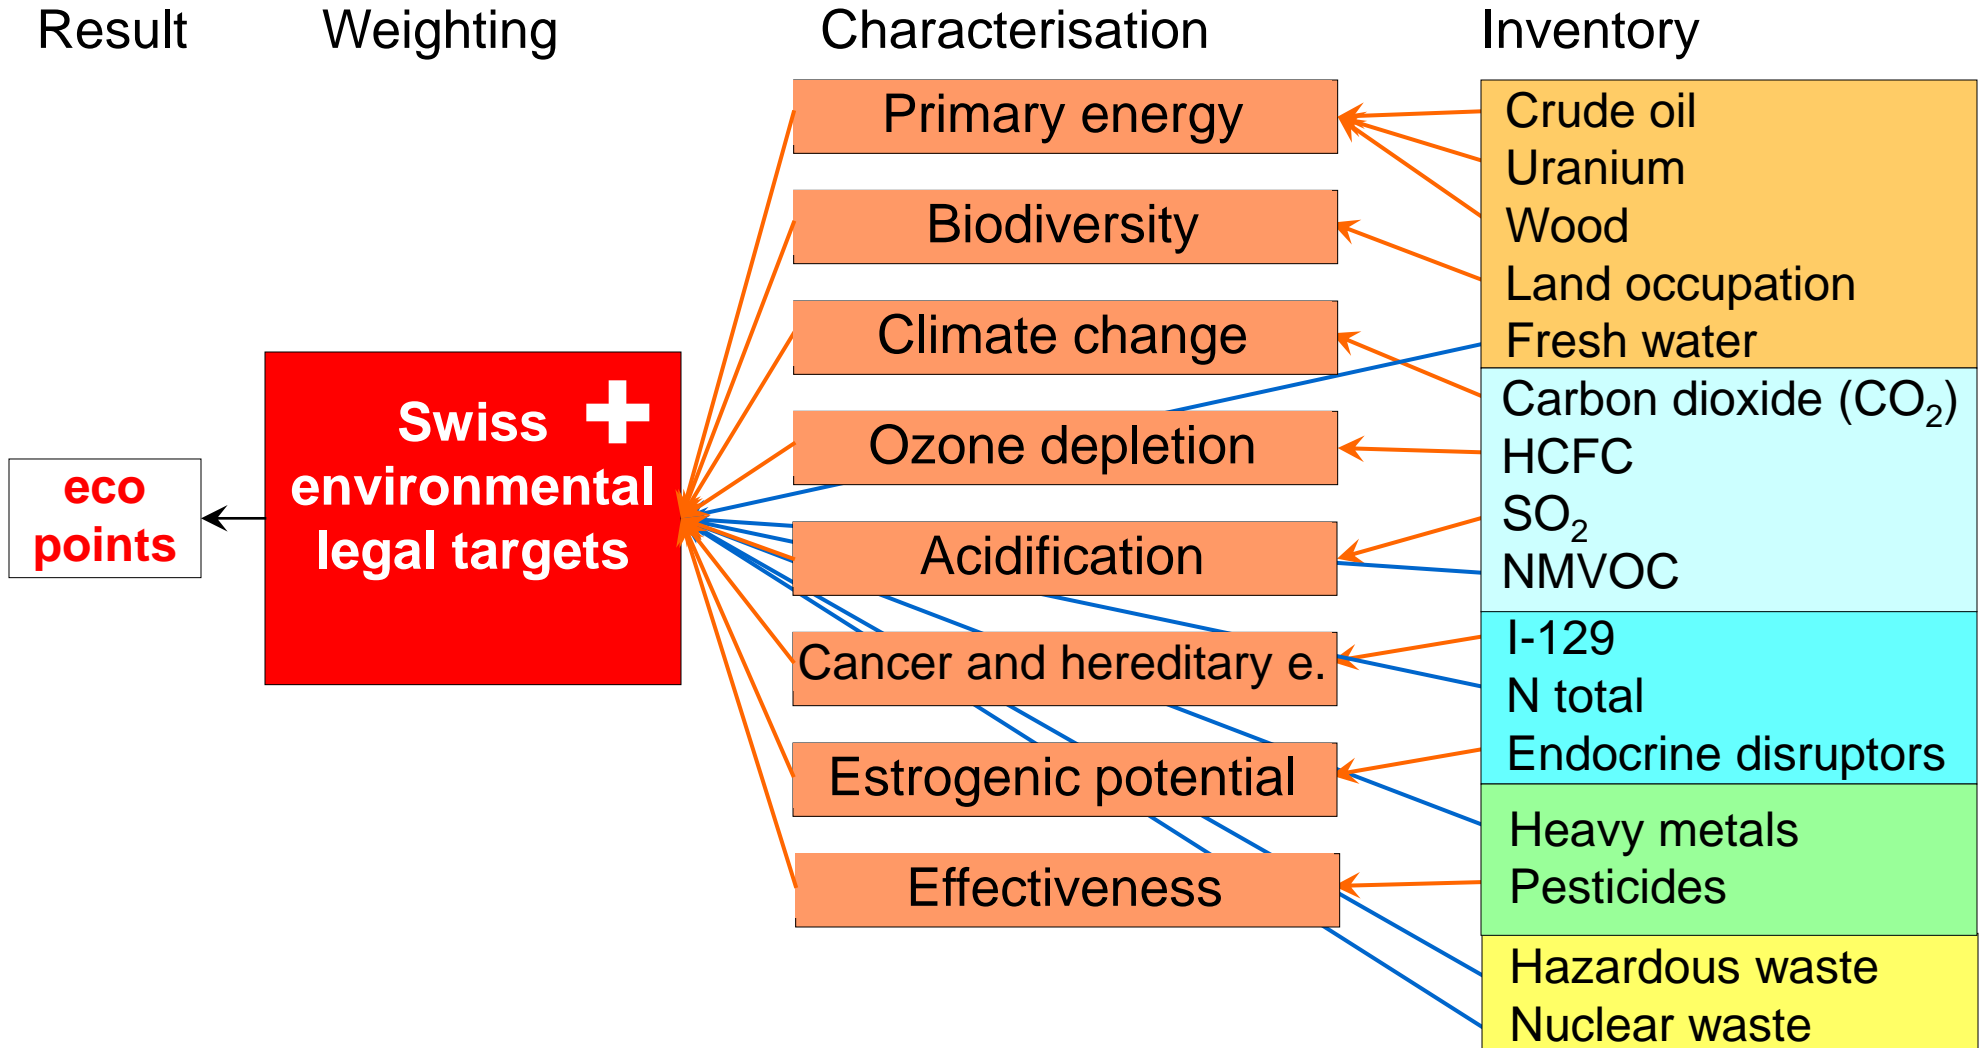 Result
Weighting
Characterisation
Inventory
eco
points
Swiss
environmental
legal targets
Primary energy
Biodiversity
Climate change
Ozone depletion
Acidification
Cancer and hereditary e.
Estrogenic potential
Effectiveness
Crude oil
Uranium
Wood
Land occupation
Fresh water
Carbon dioxide (CO₂)
HCFC
SO₂
NMVOC
I-129
N total
Endocrine disruptors
Heavy metals
Pesticides
Hazardous waste
Nuclear waste